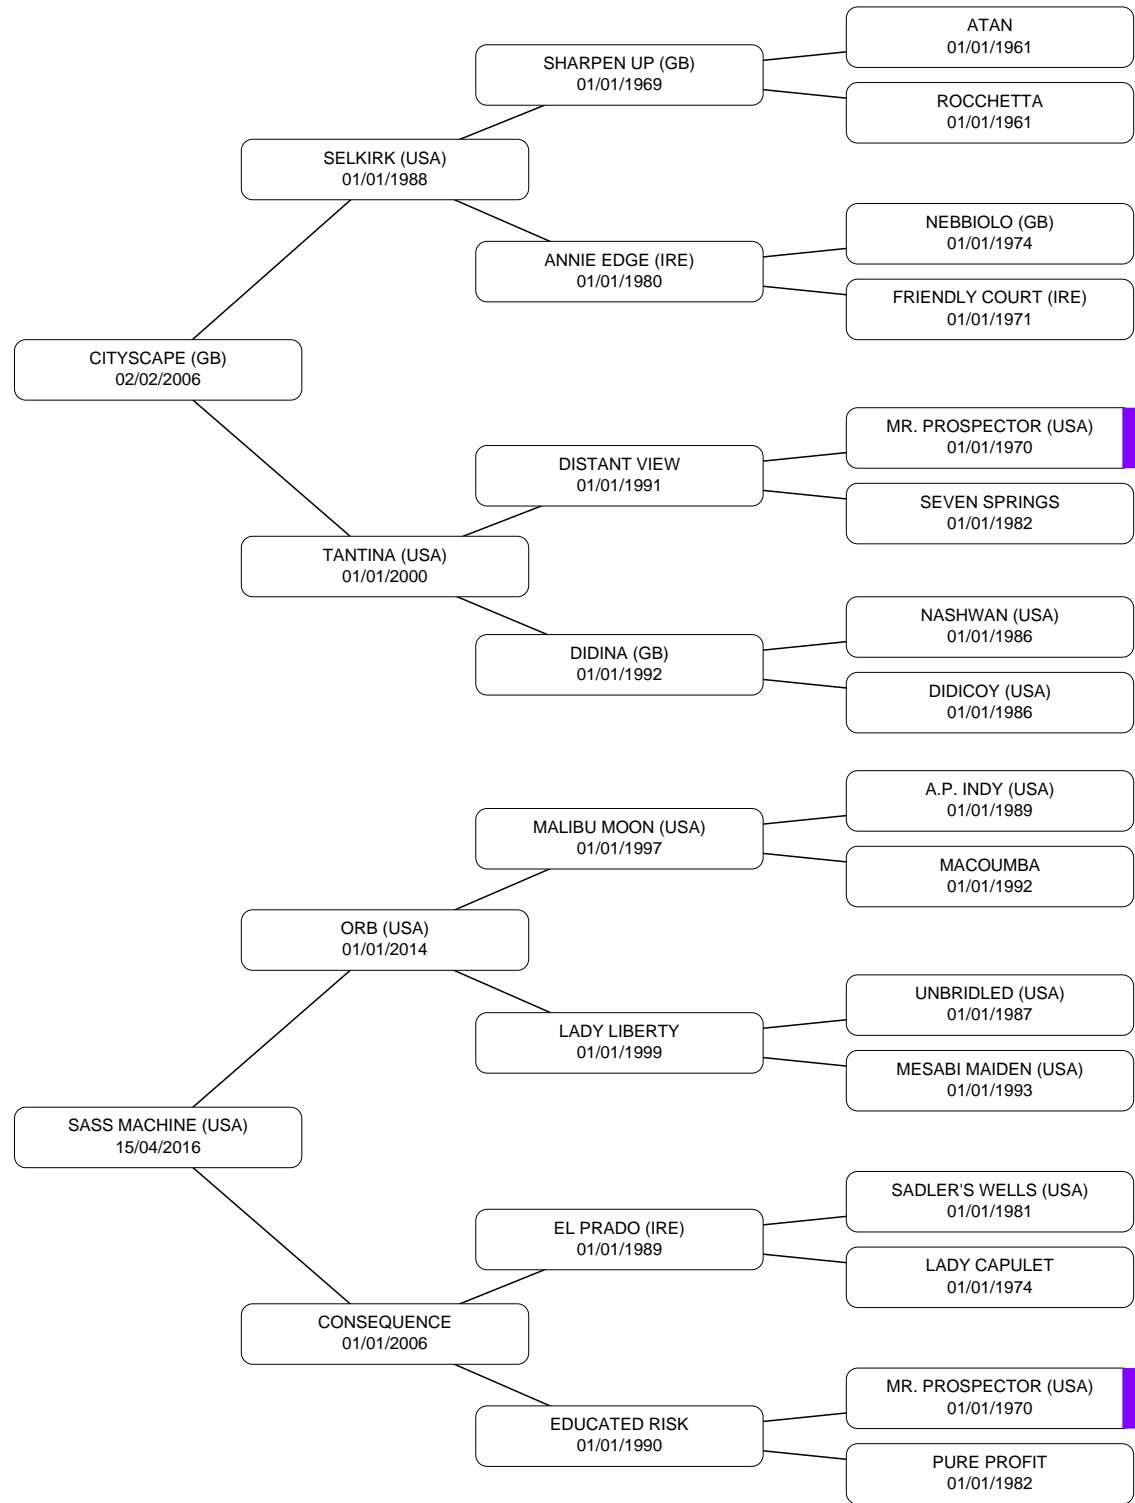 ATAN
01/01/1961
SHARPEN UP (GB)
01/01/1969
ROCCHETTA
01/01/1961
SELKIRK (USA)
01/01/1988
NEBBIOLO (GB)
01/01/1974
ANNIE EDGE (IRE)
01/01/1980
FRIENDLY COURT (IRE)
01/01/1971
CITYSCAPE (GB)
02/02/2006
MR. PROSPECTOR (USA)
01/01/1970
DISTANT VIEW
01/01/1991
SEVEN SPRINGS
01/01/1982
TANTINA (USA)
01/01/2000
NASHWAN (USA)
01/01/1986
DIDINA (GB)
01/01/1992
DIDICOY (USA)
01/01/1986
A.P. INDY (USA)
01/01/1989
MALIBU MOON (USA)
01/01/1997
MACOUMBA
01/01/1992
ORB (USA)
01/01/2014
UNBRIDLED (USA)
01/01/1987
LADY LIBERTY
01/01/1999
MESABI MAIDEN (USA)
01/01/1993
SASS MACHINE (USA)
15/04/2016
SADLER'S WELLS (USA)
01/01/1981
EL PRADO (IRE)
01/01/1989
LADY CAPULET
01/01/1974
CONSEQUENCE
01/01/2006
MR. PROSPECTOR (USA)
01/01/1970
EDUCATED RISK
01/01/1990
PURE PROFIT
01/01/1982